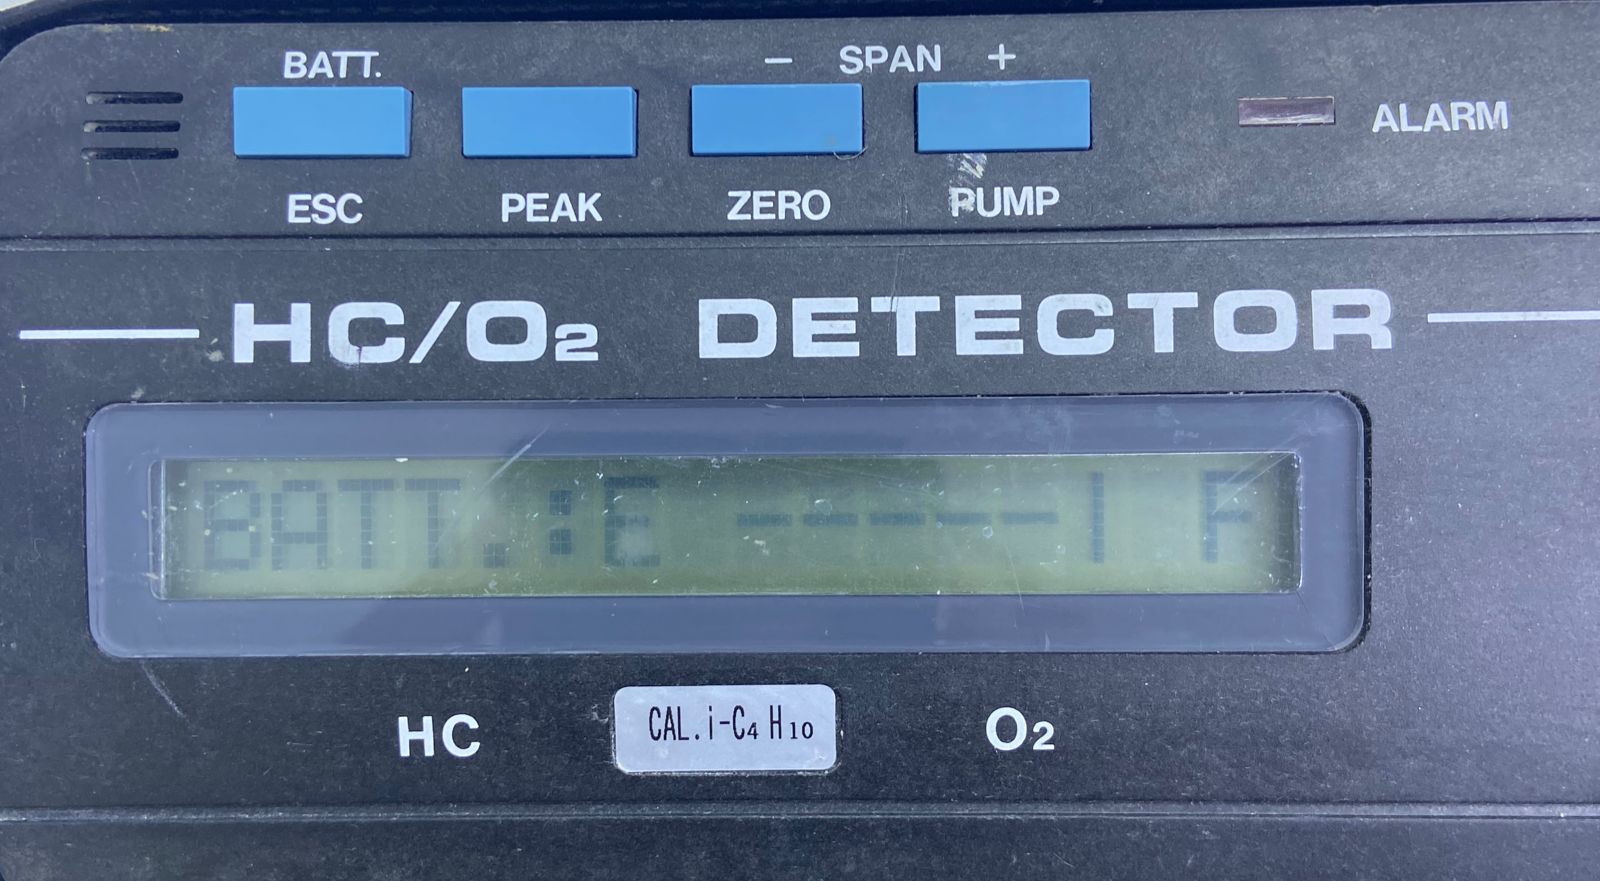 BATT. − SPAN +
ALARM
ESC PEAK ZERO PUMP
HC/O₂ DETECTOR
BATT.:E -----| F
HC CAL.i-C₄H₁₀ O₂